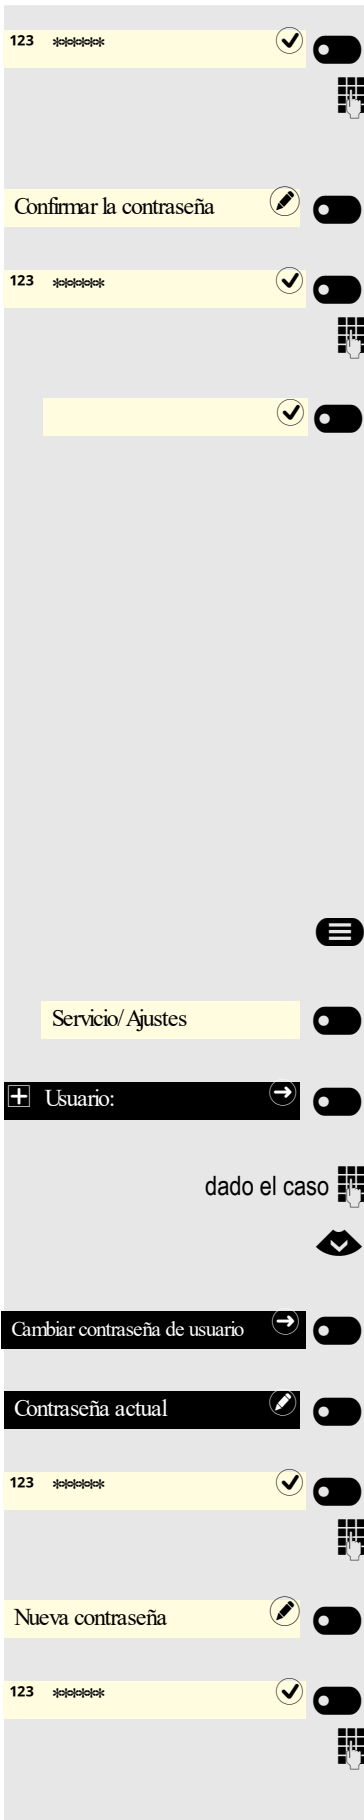 123 ******
Confirmar la contraseña
123 ******
Servicio/Ajustes
Usuario:
dado el caso
Cambiar contraseña de usuario
Contraseña actual
123 ******
Nueva contraseña
123 ******